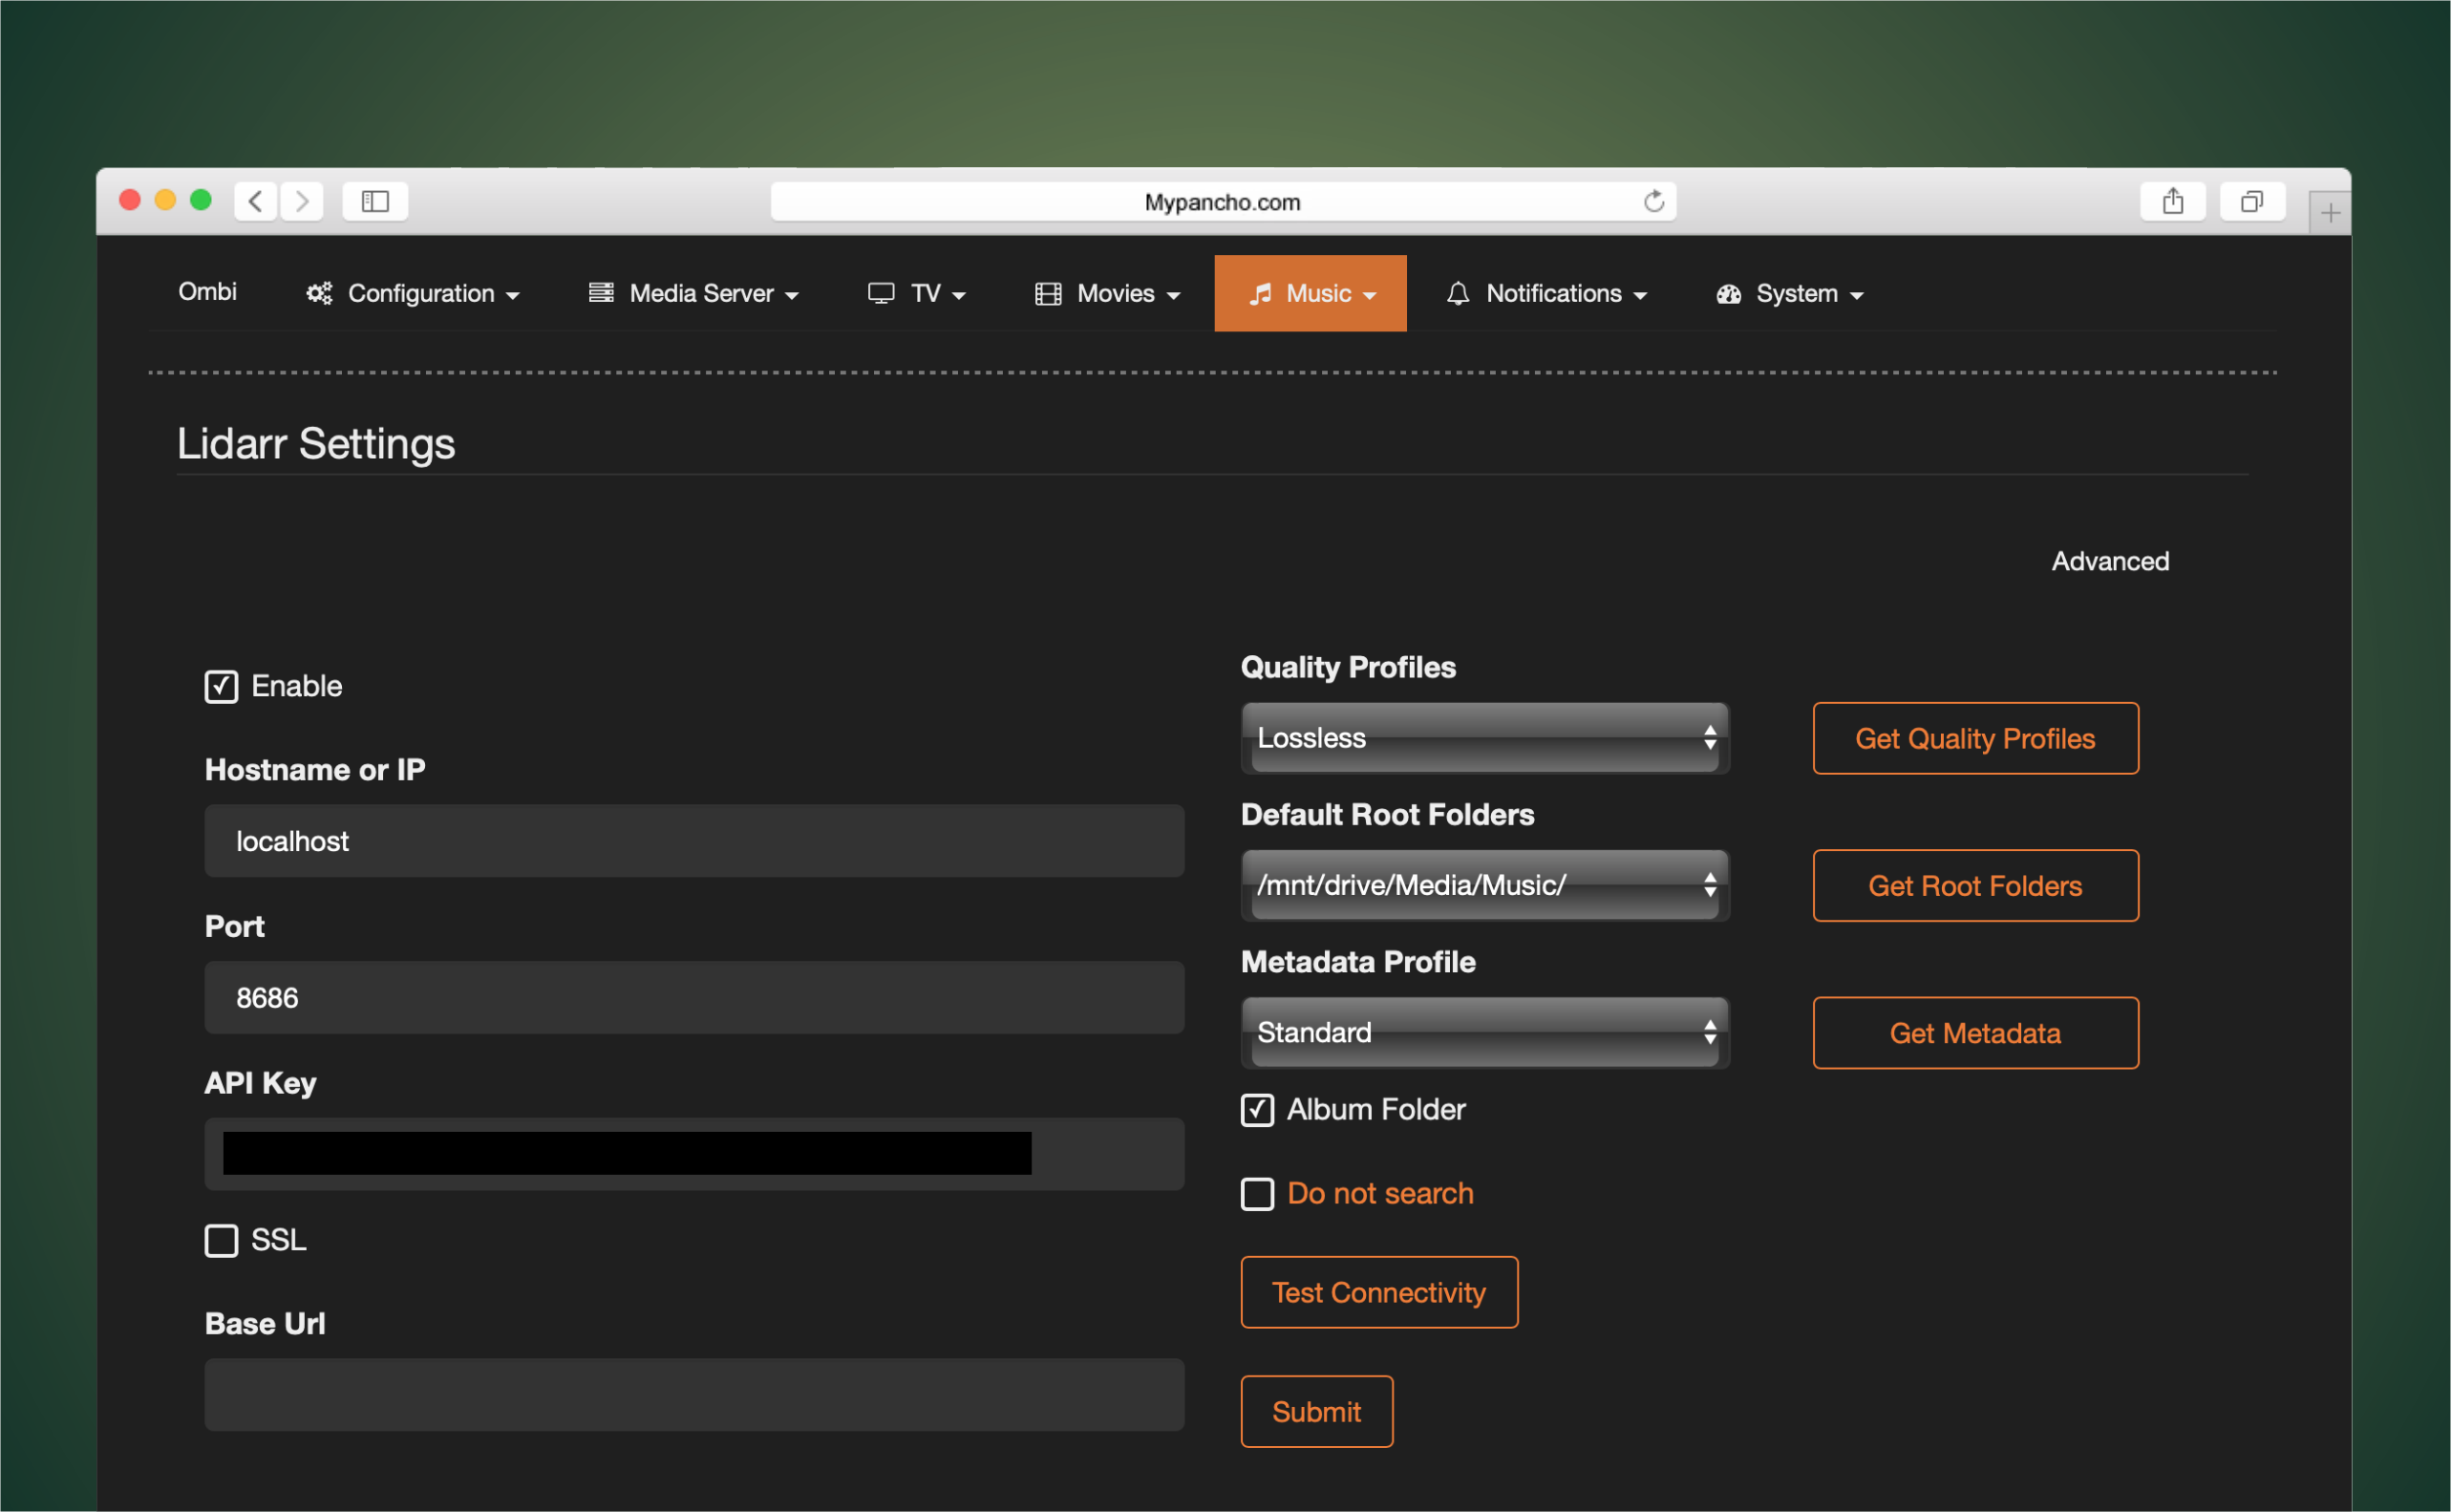 Mypancho.com
Ombi Configuration Media Server TV Movies Music Notifications System
Lidarr Settings
Advanced
Enable
Hostname or IP
localhost
Port
8686
API Key
SSL
Base Url
Quality Profiles
Lossless Get Quality Profiles
Default Root Folders
/mnt/drive/Media/Music/ Get Root Folders
Metadata Profile
Standard Get Metadata
Album Folder
Do not search
Test Connectivity
Submit